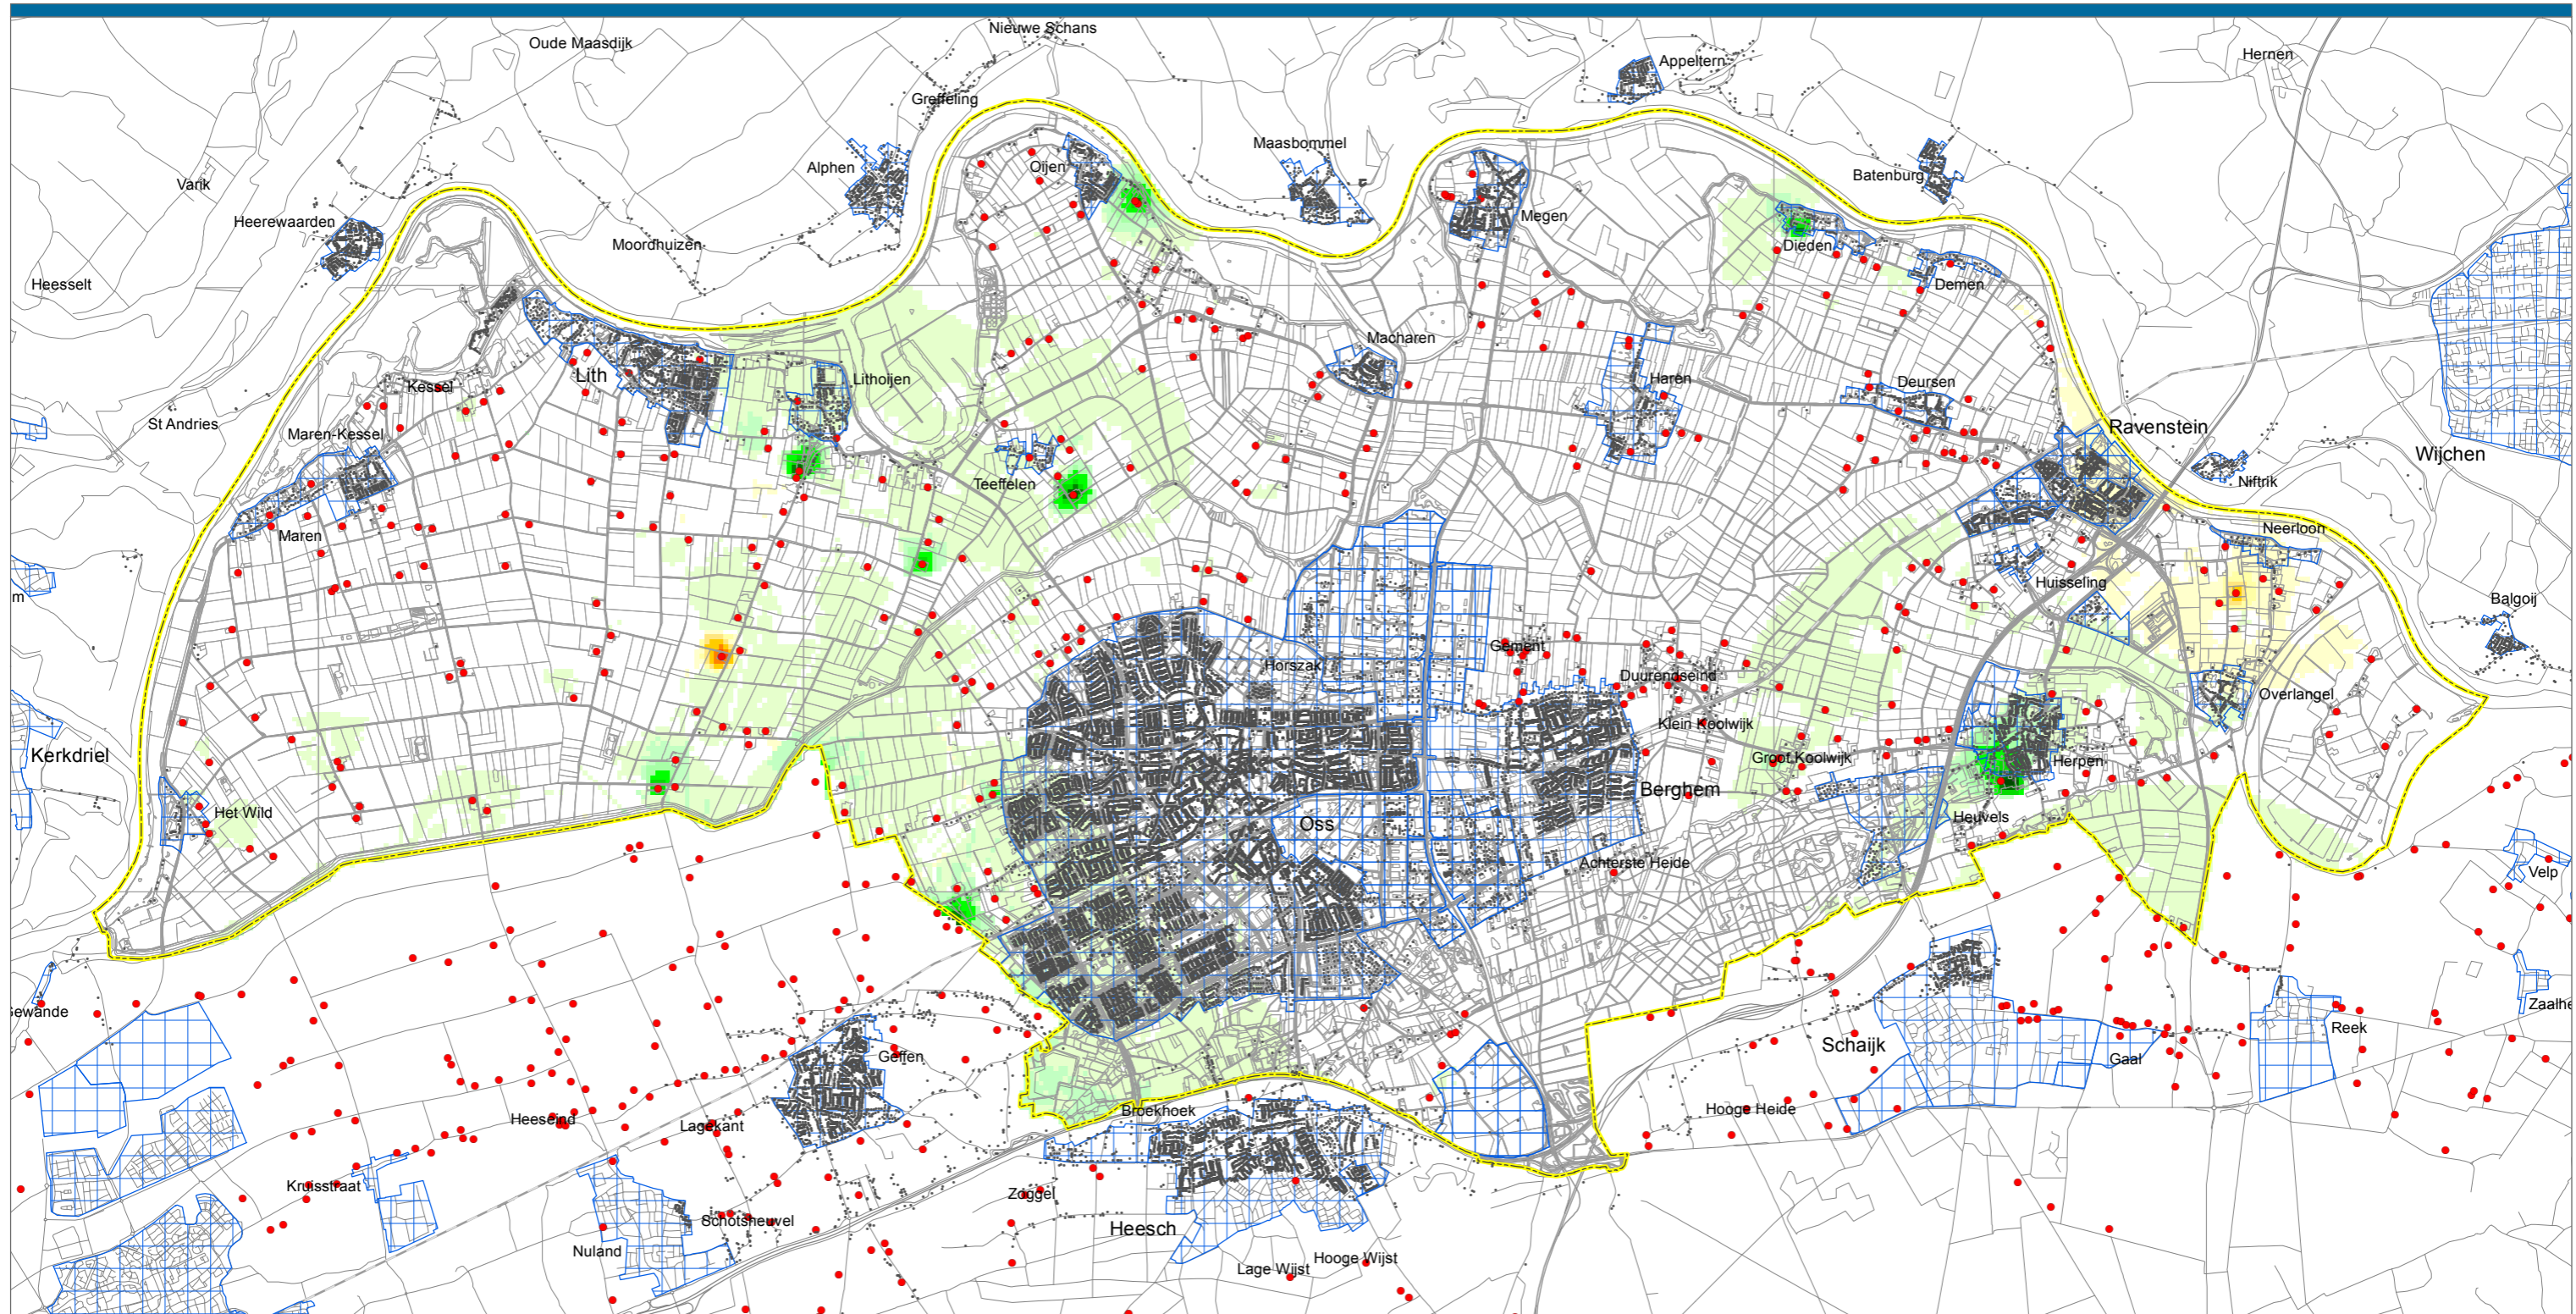 Nieuwe Schans
Oude Maasdijk
Hernen
Appeltern
Greffeling
Maasbommel
Alphen
Oijen
Batenburg
Varik
Megen
Heerewaarden
Moordhuizen
Dieden
Heesselt
Demen
Macharen
Lith
Lithoijen
Haren
Deursen
Kessel
St Andries
Ravenstein
Maren-Kessel
Wijchen
Teeffelen
Niftrik
Neerloon
Maren
Huisseling
m
Balgoij
Gement
Horszak
Duurendseind
Overlangel
Klein Koolwijk
Kerkdriel
Groot Koolwijk
Herpen
Berghem
Het Wild
Heuvels
Oss
Achterste Heide
Velp
Zaalhe
ewande
Reek
Schaijk
Geffen
Gaal
Hooge Heide
Broekhoek
Heeseind
Lagekant
Kruisstraat
Zoggel
Schotsheuvel
Heesch
Nuland
Hooge Wijst
Lage Wijst